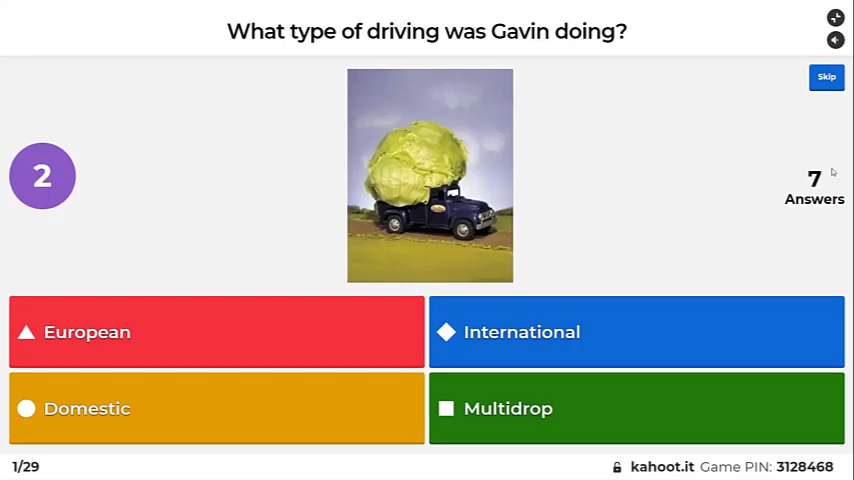 What type of driving was Gavin doing?
Skip
2
7
Answers
European
International
Domestic
Multidrop
1/29
kahoot.it Game PIN: 3128468